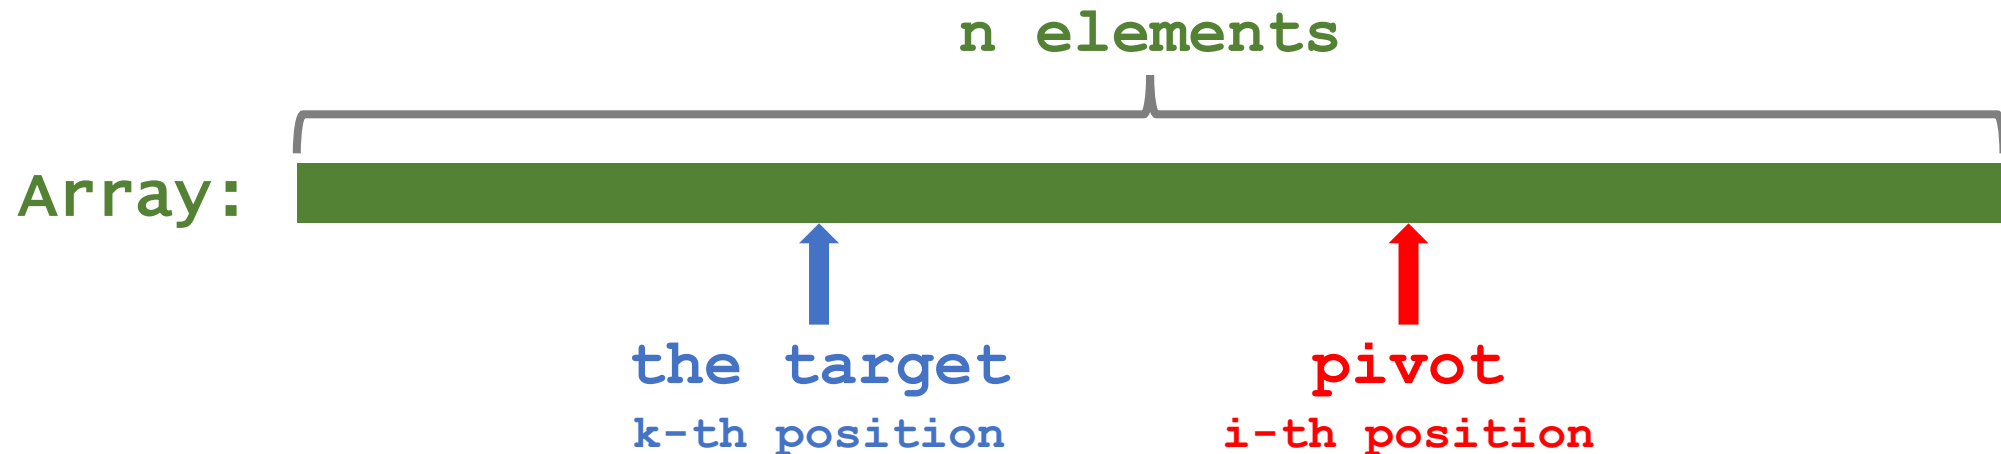 n elements
Array:
the target
pivot
k-th position
i-th position